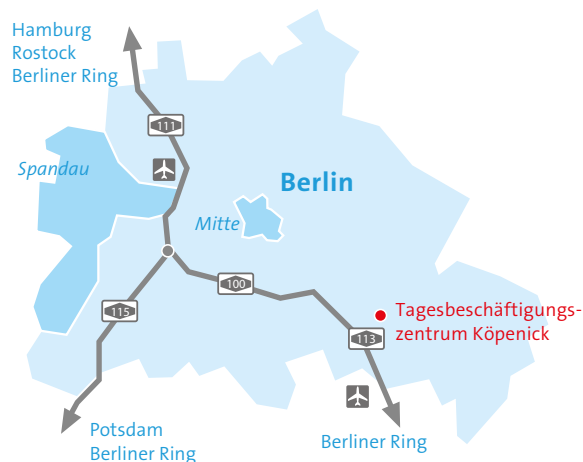 Hamburg
Rostock
Berliner Ring
111
Spandau
Berlin
Mitte
100
115
Tagesbeschäftigungs-
zentrum Köpenick
113
Potsdam
Berliner Ring
Berliner Ring